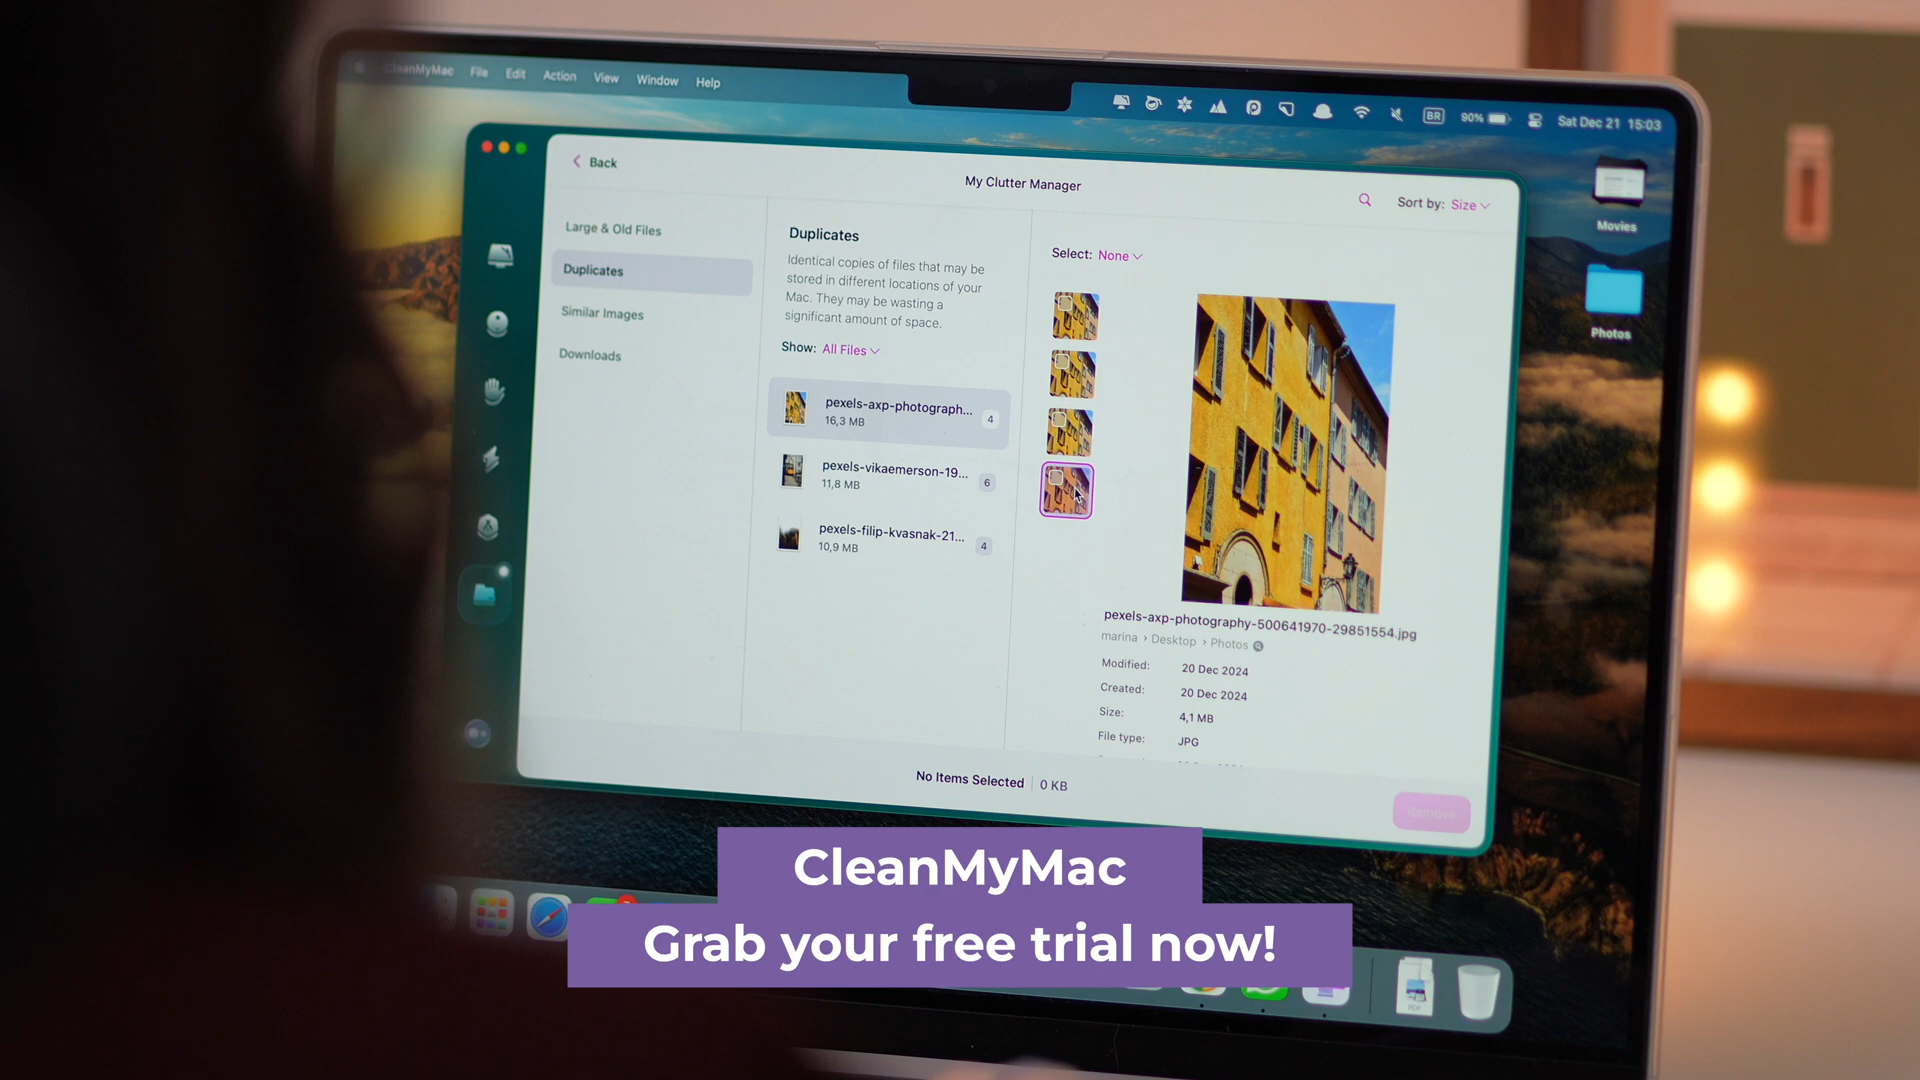 CleanMyMac File Edit Action View Window Help
BR 90% Sat Dec 21 15:03
Back
My Clutter Manager
Sort by: Size
Movies
Photos
Large & Old Files
Duplicates
Similar Images
Downloads
Duplicates
Identical copies of files that may be
stored in different locations of your
Mac. They may be wasting a
significant amount of space.
Show: All Files
pexels-axp-photograph... 4
16,3 MB
pexels-vikaemerson-19... 6
11,8 MB
pexels-filip-kvasnak-21... 4
10,9 MB
Select: None
pexels-axp-photography-500641970-29851554.jpg
marina › Desktop › Photos
Modified: 20 Dec 2024
Created: 20 Dec 2024
Size: 4,1 MB
File type: JPG
No Items Selected 0 KB
Remove
CleanMyMac
Grab your free trial now!
PDF